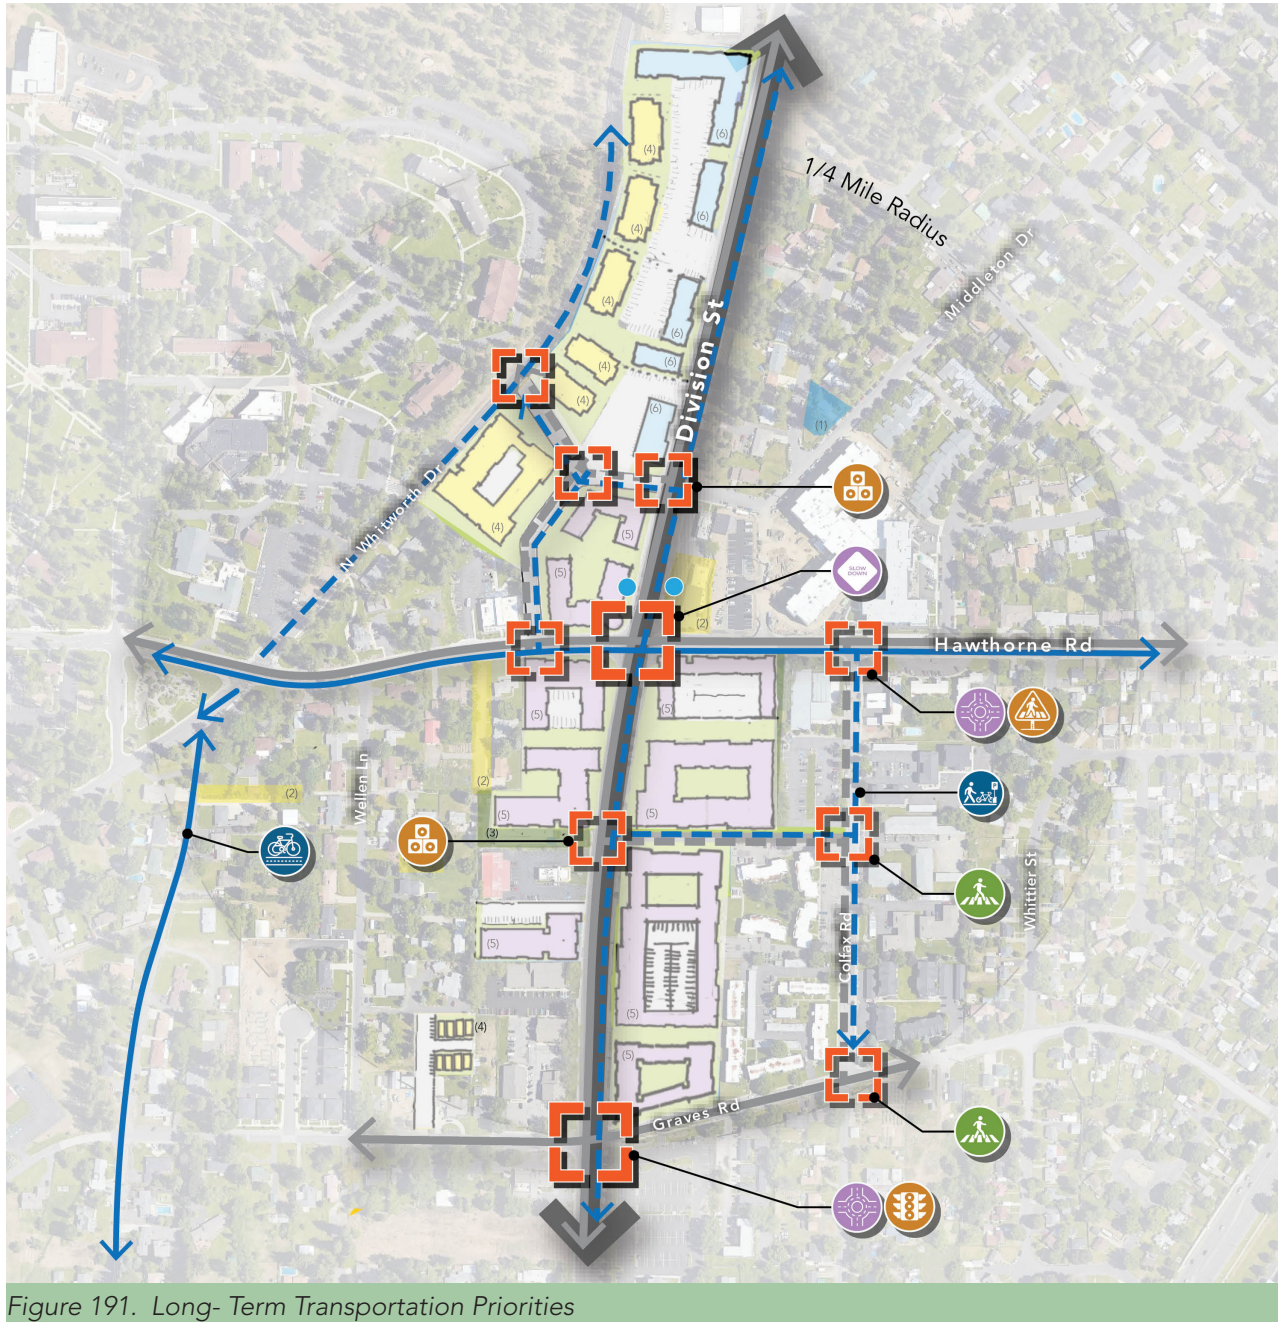 1/4 Mile Radius
(6)
(4)
(4)
(6)
Middleton Dr
(4)
(6)
Division St
(6)
(4)
(4)
(6)
(1)
N. Whitworth Dr
(4)
(5)
(5)
SLOW
DOWN
(2)
Hawthorne Rd
(5)
(5)
Wellen Ln
(2)
(2)
(5)
(5)
(3)
P
Whittier St
Colfax Rd
(5)
(5)
(4)
(5)
Graves Rd
Figure 191. Long- Term Transportation Priorities